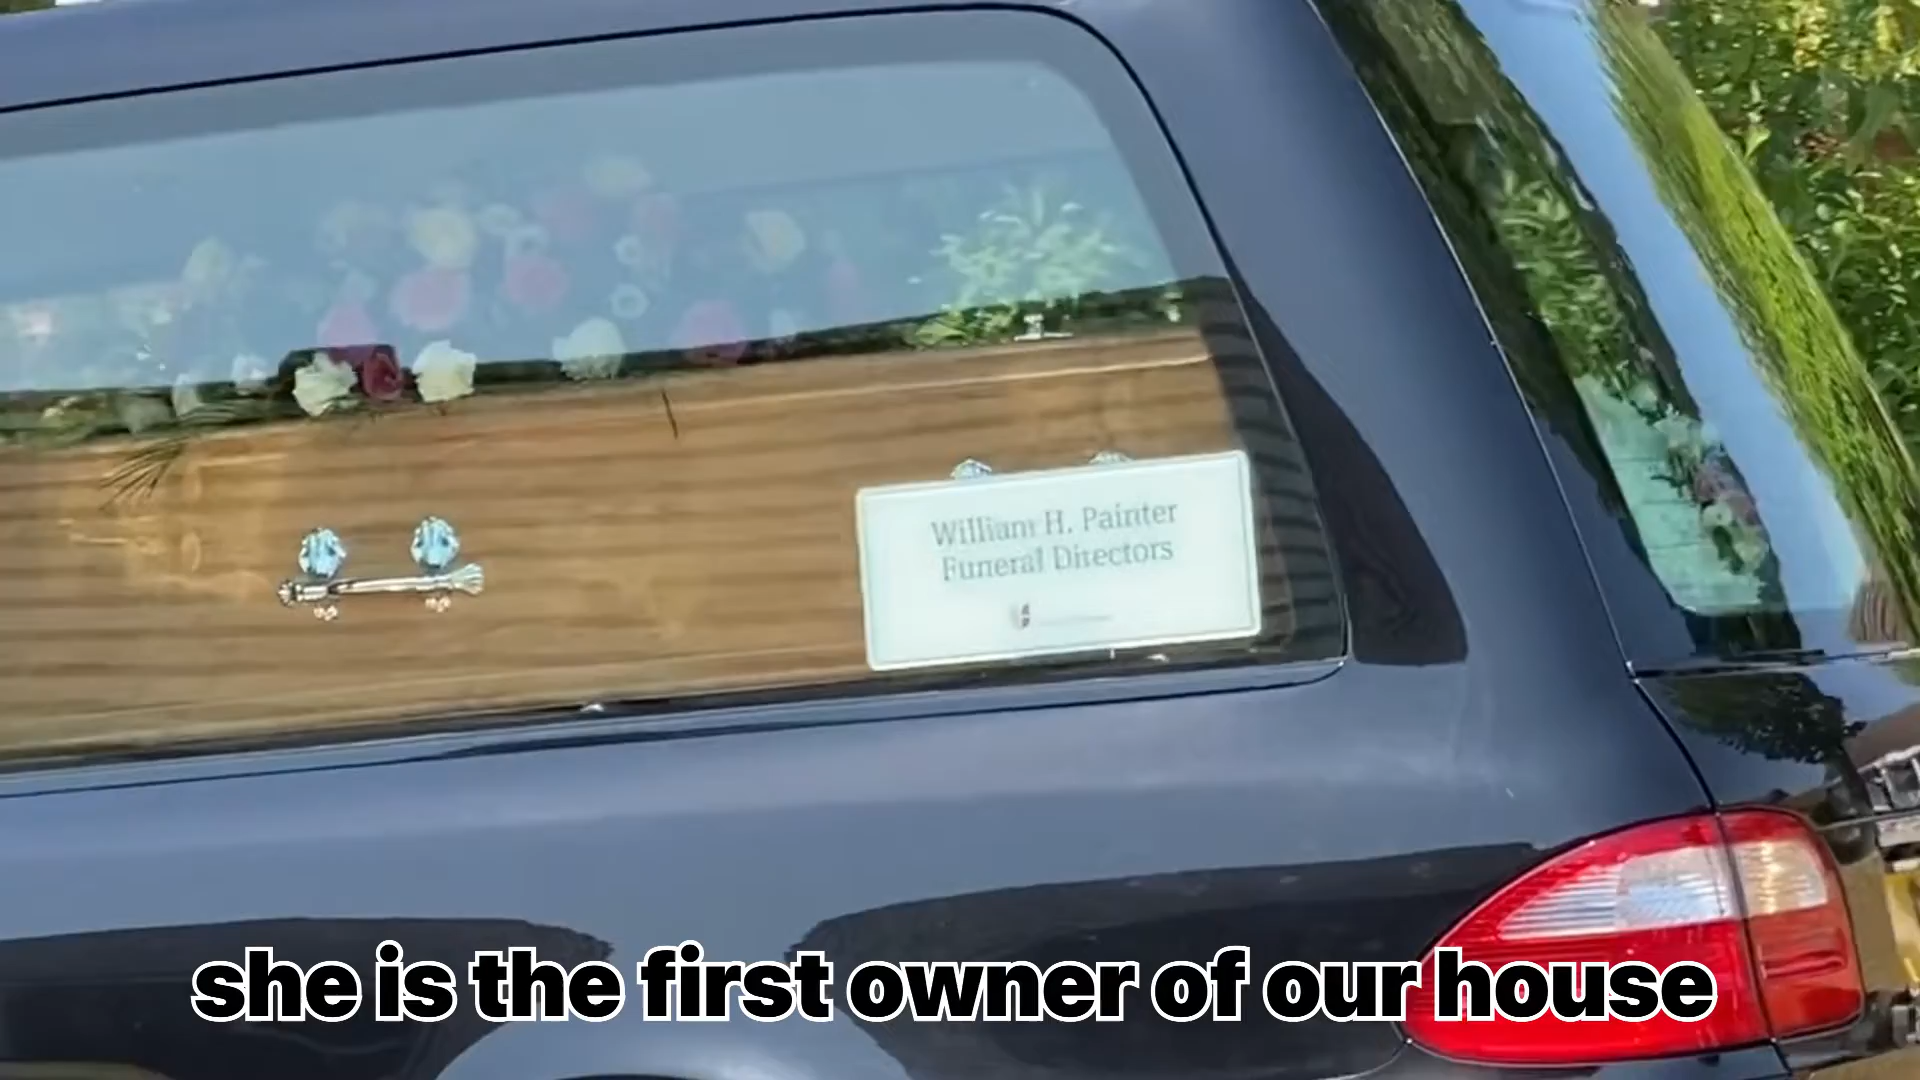 William H. Painter
Funeral Directors
she is the first owner of our house